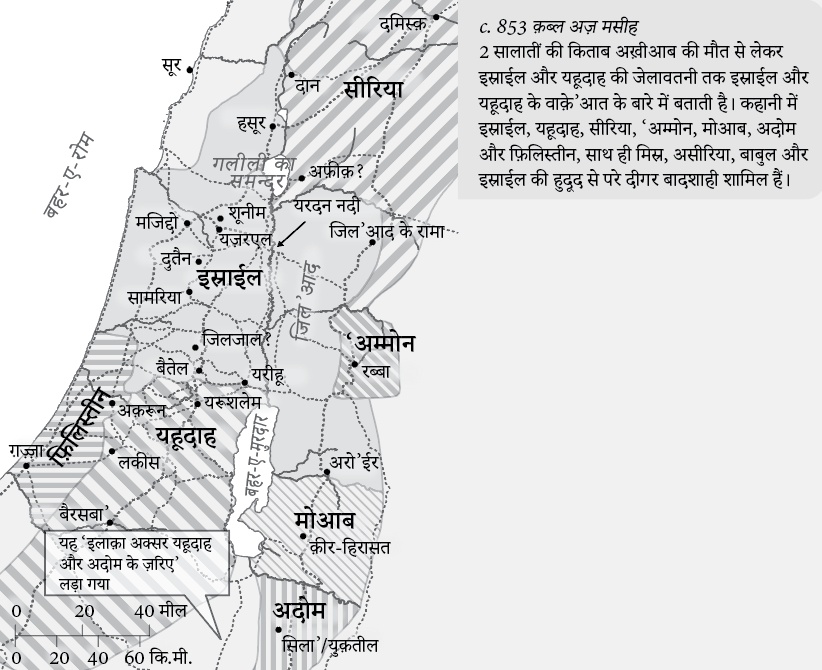 c. 853 क़ब्ल अज़ मसीह
2 सालातीं की किताब अख़ीआब की मौत से लेकर
इस्राईल और यहूदाह की जेलावतनी तक इस्राईल और
यहूदाह के वाक़े'आत के बारे में बताती है। कहानी में
इस्राईल, यहूदाह, सीरिया, ‘अम्मोन, मोआब, अदोम
और फ़िलिस्तीन, साथ ही मिस्र, असीरिया, बाबुल और
इस्राईल की हुदूद से परे दीगर बादशाही शामिल हैं।
दमिस्क़
सूर
दान
सीरिया
हसूर
बहर-ए-रोम
गलीली का
समन्दर
अफ़ीक़?
शूनीम
यरदन नदी
मजिद्दो
यज़रएल
जिल'आद के रामा
दुतैन
इस्राईल
सामरिया
जिल'आद
जिलजाल?
‘अम्मोन
बैतेल
यरीहू
रब्बा
फ़िलिस्तीन
अक़रून
यरूशलेम
यहूदाह
बहर-ए-मुरदार
गज़्ज़ा
लकीस
अरो'ईर
बैरसबा'
मोआब
क़ीर-हिरासत
यह ‘इलाक़ा अक्सर यहूदाह
और अदोम के ज़रिए'
लड़ा गया
अदोम
सिला'/युक़तील
0 20 40 मील
0 20 40 60 कि.मी.